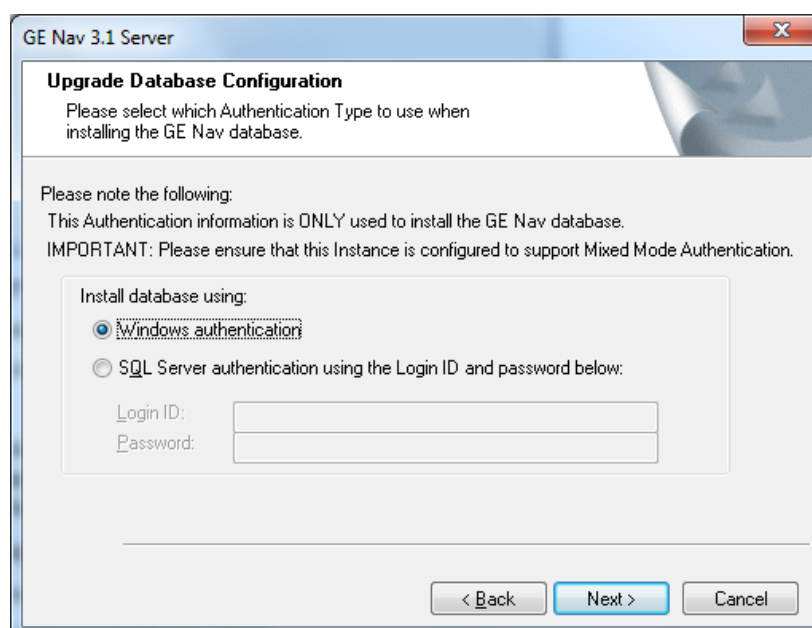 GE Nav 3.1 Server
Upgrade Database Configuration
Please select which Authentication Type to use when
installing the GE Nav database.
Please note the following:
This Authentication information is ONLY used to install the GE Nav database.
IMPORTANT: Please ensure that this Instance is configured to support Mixed Mode Authentication.
Install database using:
Windows authentication
SQL Server authentication using the Login ID and password below:
Login ID:
Password:
< Back
Next >
Cancel